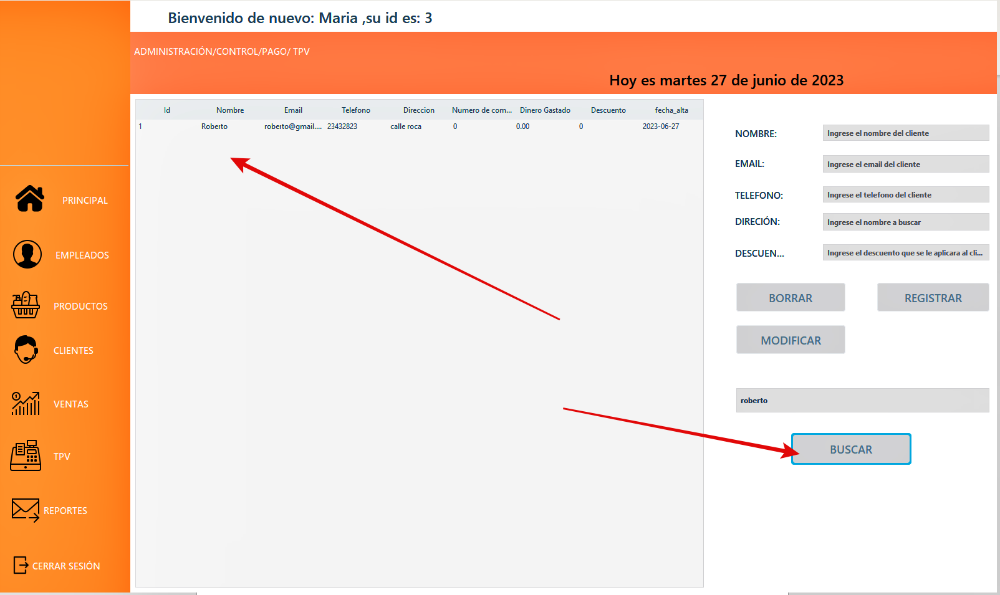 Bienvenido de nuevo: Maria ,su id es: 3
ADMINISTRACIÓN/CONTROL/PAGO/ TPV
Hoy es martes 27 de junio de 2023
PRINCIPAL
EMPLEADOS
PRODUCTOS
CLIENTES
VENTAS
TPV
REPORTES
CERRAR SESIÓN
Id Nombre Email Telefono Direccion Numero de com... Dinero Gastado Descuento fecha_alta
1 Roberto roberto@gmail.... 23432823 calle roca 0 0.00 0 2023-06-27
NOMBRE: Ingrese el nombre del cliente
EMAIL: Ingrese el email del cliente
TELEFONO: Ingrese el telefono del cliente
DIRECIÓN: Ingrese el nombre a buscar
DESCUEN... Ingrese el descuento que se le aplicara al cli...
BORRAR REGISTRAR
MODIFICAR
roberto
BUSCAR